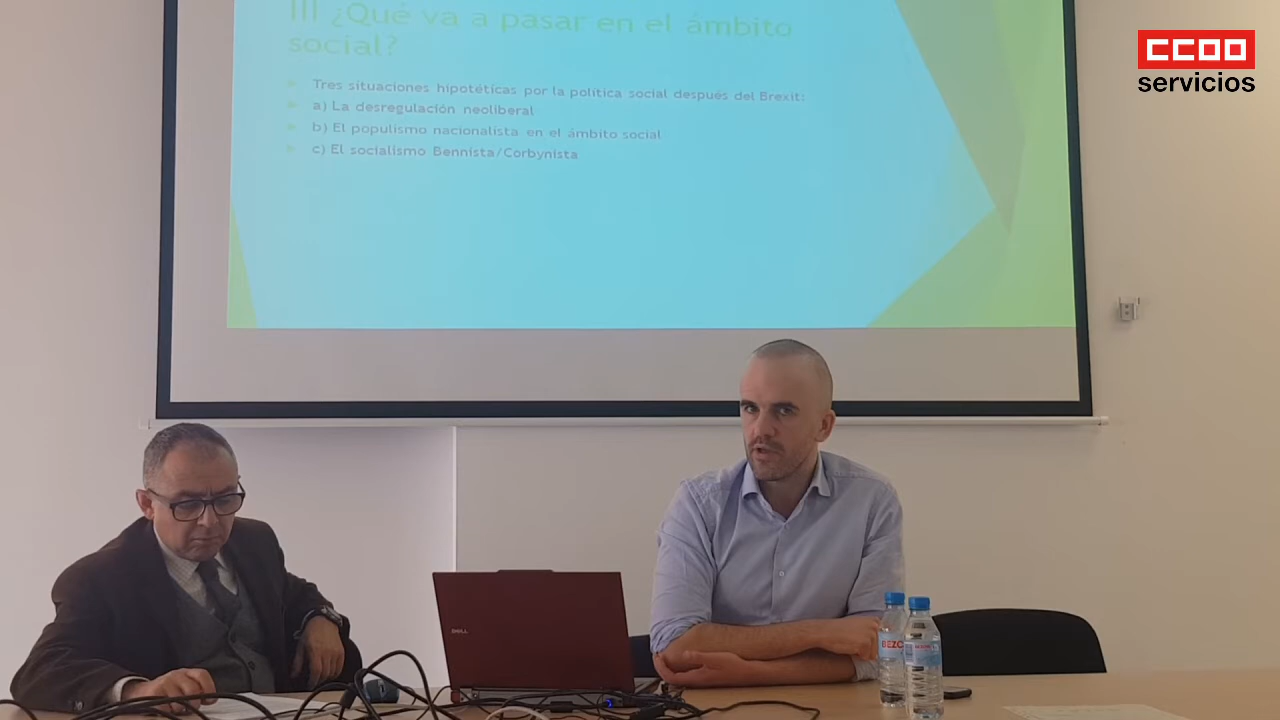 III ¿Qué va a pasar en el ámbito
social?
Tres situaciones hipotéticas por la política social después del Brexit:
a) La desregulación neoliberal
b) El populismo nacionalista en el ámbito social
c) El socialismo Bennista/Corbynista
CCOO
servicios
DELL